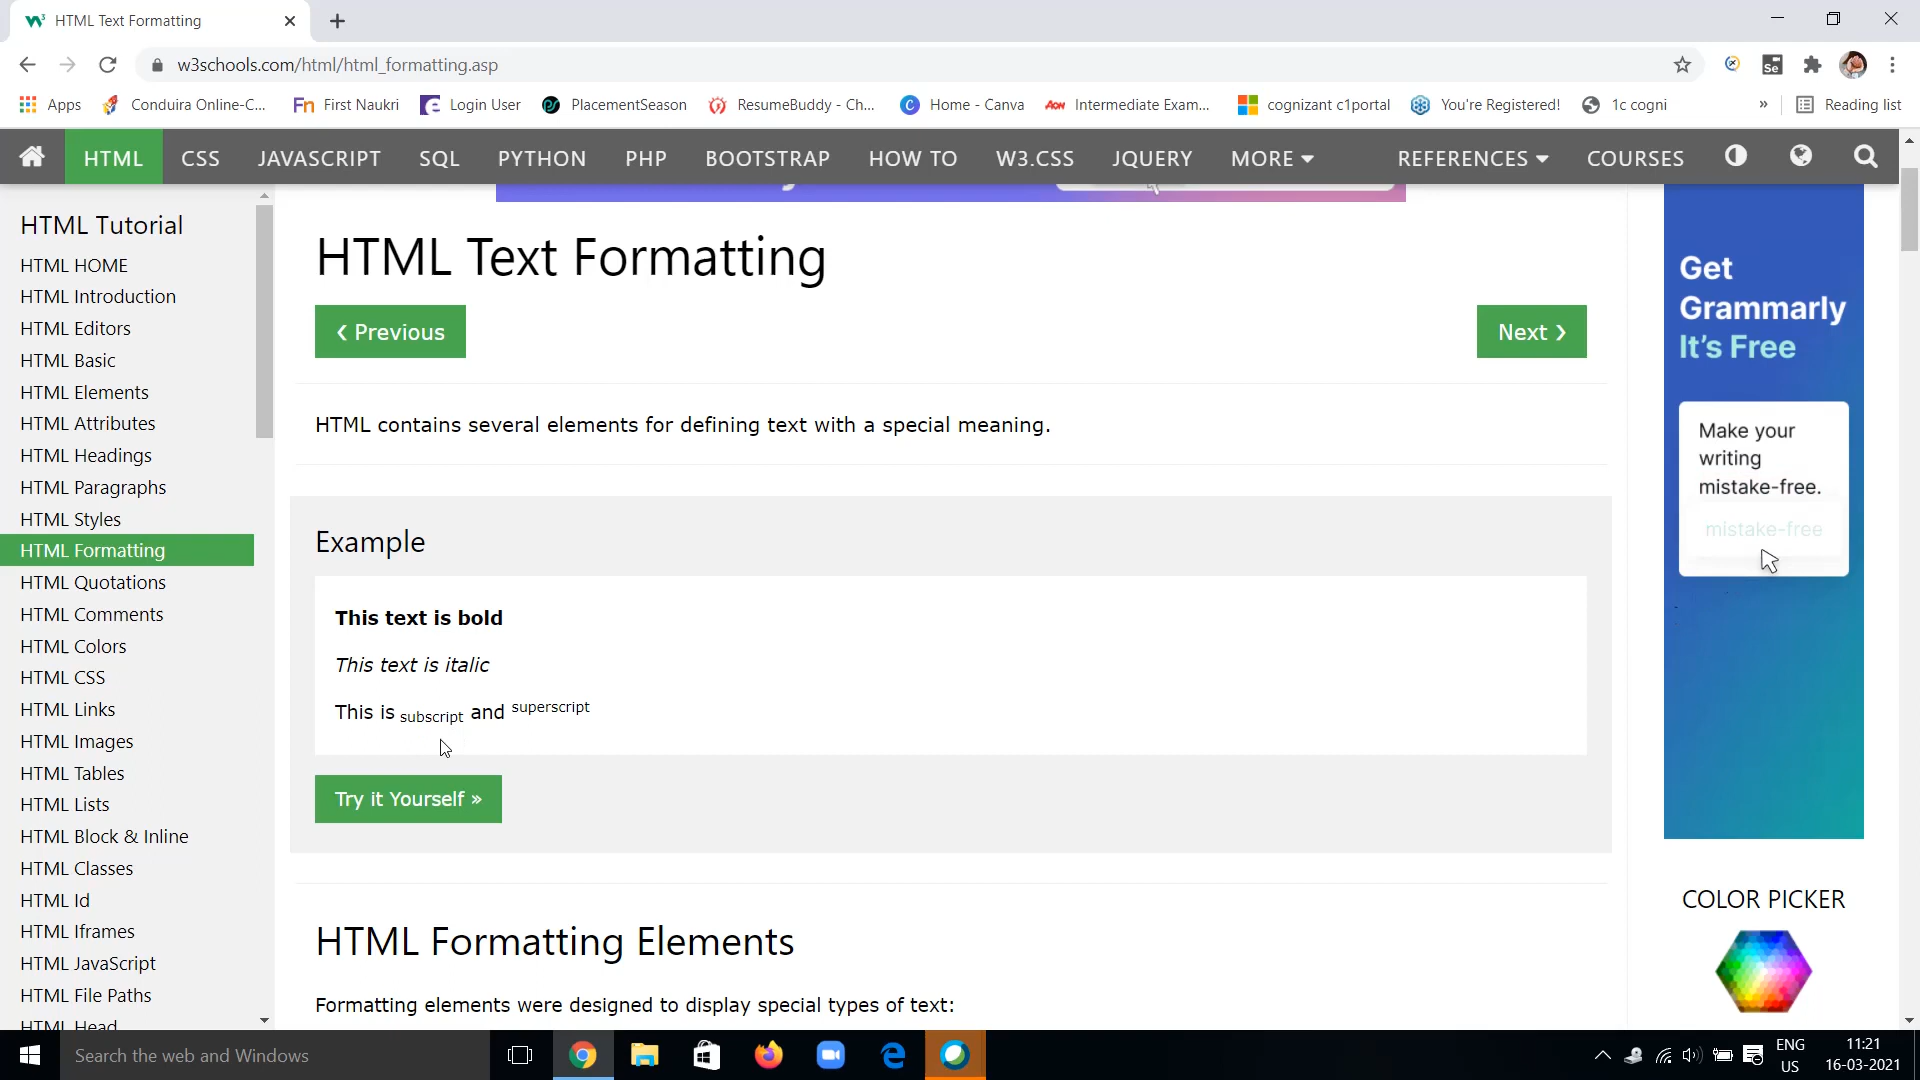 HTML Text Formatting
w3schools.com/html/html_formatting.asp
Apps
Conduira Online-C...
First Naukri
Login User
PlacementSeason
ResumeBuddy - Ch...
Home - Canva
Intermediate Exam...
cognizant c1portal
You're Registered!
1c cogni
»
Reading list
HTML
CSS
JAVASCRIPT
SQL
PYTHON
PHP
BOOTSTRAP
HOW TO
W3.CSS
JQUERY
MORE
REFERENCES
COURSES
HTML Tutorial
HTML HOME
HTML Introduction
HTML Editors
HTML Basic
HTML Elements
HTML Attributes
HTML Headings
HTML Paragraphs
HTML Styles
HTML Formatting
HTML Quotations
HTML Comments
HTML Colors
HTML CSS
HTML Links
HTML Images
HTML Tables
HTML Lists
HTML Block & Inline
HTML Classes
HTML Id
HTML Iframes
HTML JavaScript
HTML File Paths
HTML Head
HTML Text Formatting
❮ Previous
Next ❯
HTML contains several elements for defining text with a special meaning.
Example
This text is bold
This text is italic
This is subscript and superscript
Try it Yourself »
HTML Formatting Elements
Formatting elements were designed to display special types of text:
Get
Grammarly
It's Free
Make your
writing
mistake-free.
mistake-free
COLOR PICKER
Search the web and Windows
ENG
US
11:21
16-03-2021
Se
AON